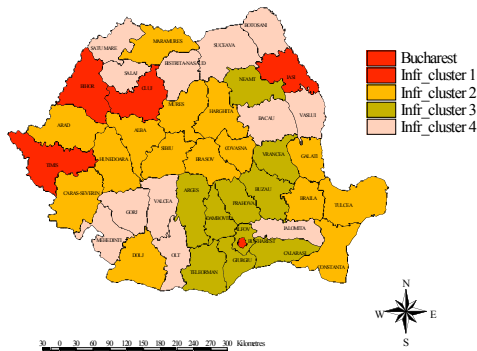 BOTOSANI
SUCEAVA
MARAMURES
SATU MARE
BISTRITA-NASAUD
SALAJ
IASI
NEAMT
BIHOR
CLUJ
MURES
HARGHITA
BACAU
VASLUI
ARAD
ALBA
TIMIS
HUNEDOARA
SIBIU
BRASOV
COVASNA
VRANCEA
GALATI
CARAS-SEVERIN
GORJ
VALCEA
ARGES
PRAHOVA
BUZAU
BRAILA
TULCEA
DAMBOVITA
ILFOV
IALOMITA
MEHEDINTI
BUCHAREST
CALARASI
DOLJ
OLT
GIURGIU
TELEORMAN
CONSTANTA
Bucharest
Infr_cluster 1
Infr_cluster 2
Infr_cluster 3
Infr_cluster 4
N
W E
S
30 0 30 60 90 120 150 180 210 240 270 300 Kilometres